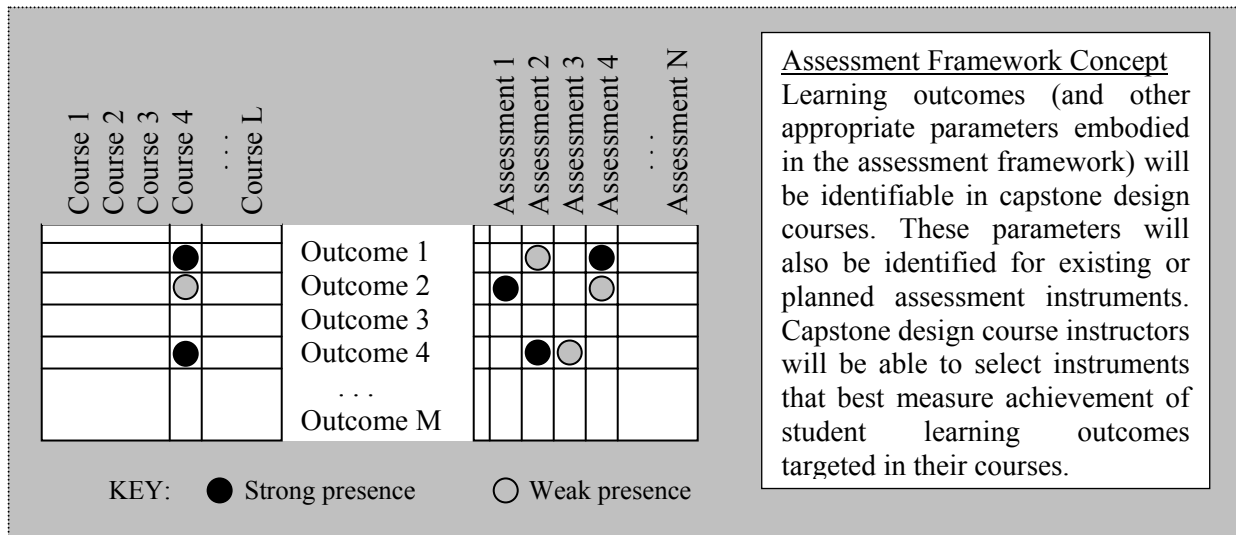 Course 1
Course 2
Course 3
Course 4
. . . .
Course L
Assessment 1
Assessment 2
Assessment 3
Assessment 4
. . . .
Assessment N
Outcome 1
Outcome 2
Outcome 3
Outcome 4
. . .
Outcome M
KEY: Strong presence Weak presence
Assessment Framework Concept
Learning outcomes (and other
appropriate parameters embodied
in the assessment framework) will
be identifiable in capstone design
courses. These parameters will
also be identified for existing or
planned assessment instruments.
Capstone design course instructors
will be able to select instruments
that best measure achievement of
student learning outcomes
targeted in their courses.